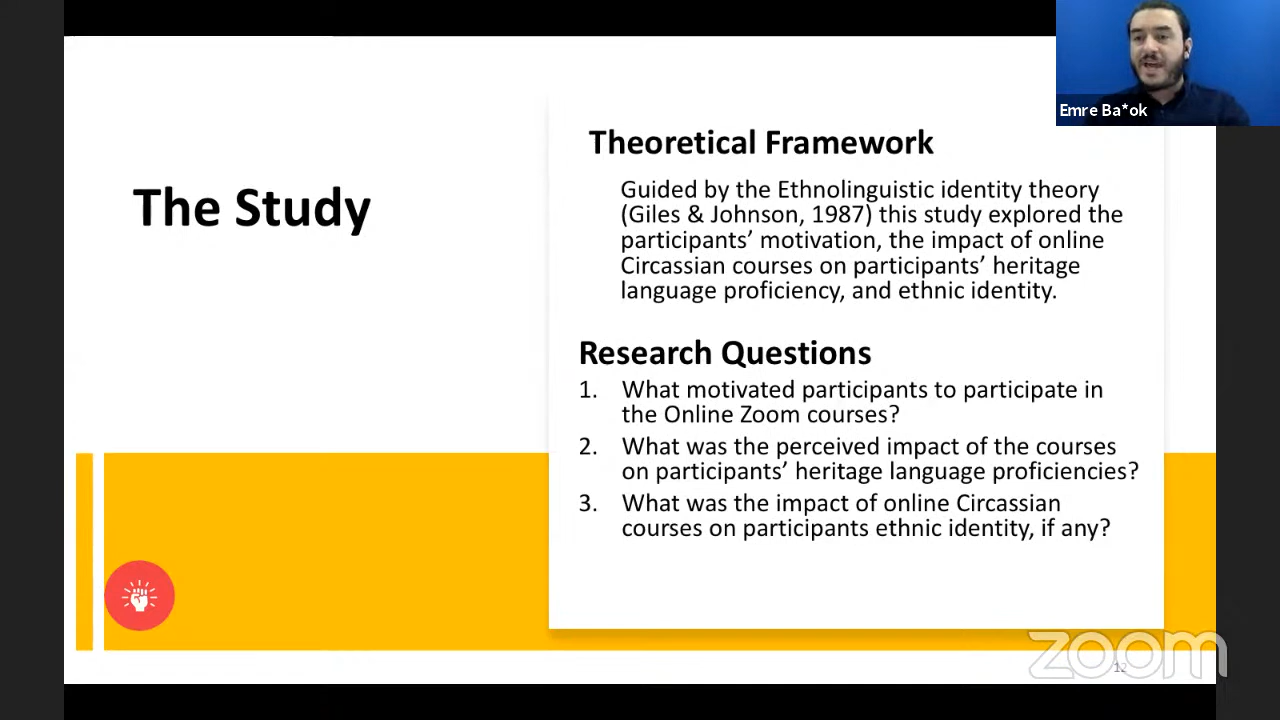 Emre Ba*ok
The Study
Theoretical Framework
Guided by the Ethnolinguistic identity theory
(Giles & Johnson, 1987) this study explored the
participants’ motivation, the impact of online
Circassian courses on participants’ heritage
language proficiency, and ethnic identity.
Research Questions
1. What motivated participants to participate in
the Online Zoom courses?
2. What was the perceived impact of the courses
on participants’ heritage language proficiencies?
3. What was the impact of online Circassian
courses on participants ethnic identity, if any?
zoom
12